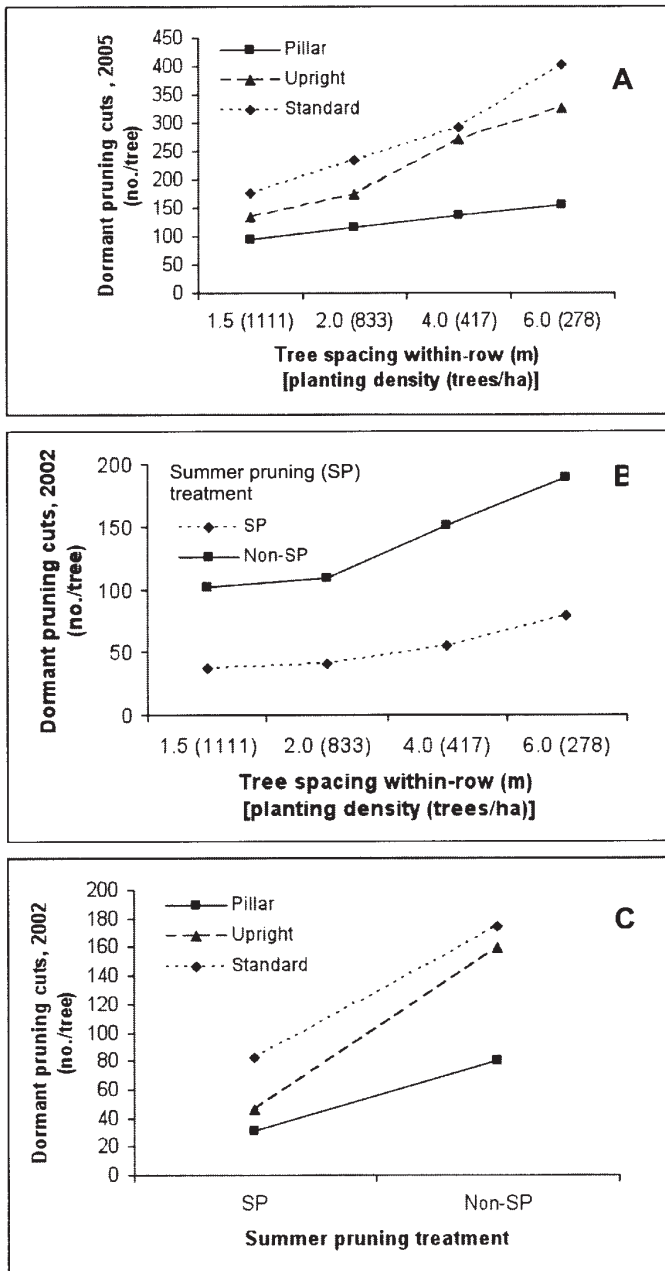 Dormant pruning cuts , 2005
(no./tree)
450
400
350
300
250
200
150
100
50
0
Pillar
Upright
Standard
A
1.5 (1111) 2.0 (833) 4.0 (417) 6.0 (278)
Tree spacing within-row (m)
[planting density (trees/ha)]
Dormant pruning cuts, 2002
(no./tree)
200
150
100
50
0
Summer pruning (SP)
treatment
SP
Non-SP
B
1.5 (1111) 2.0 (833) 4.0 (417) 6.0 (278)
Tree spacing within-row (m)
[planting density (trees/ha)]
Dormant pruning cuts, 2002
(no./tree)
200
180
160
140
120
100
80
60
40
20
0
Pillar
Upright
Standard
C
SP Non-SP
Summer pruning treatment